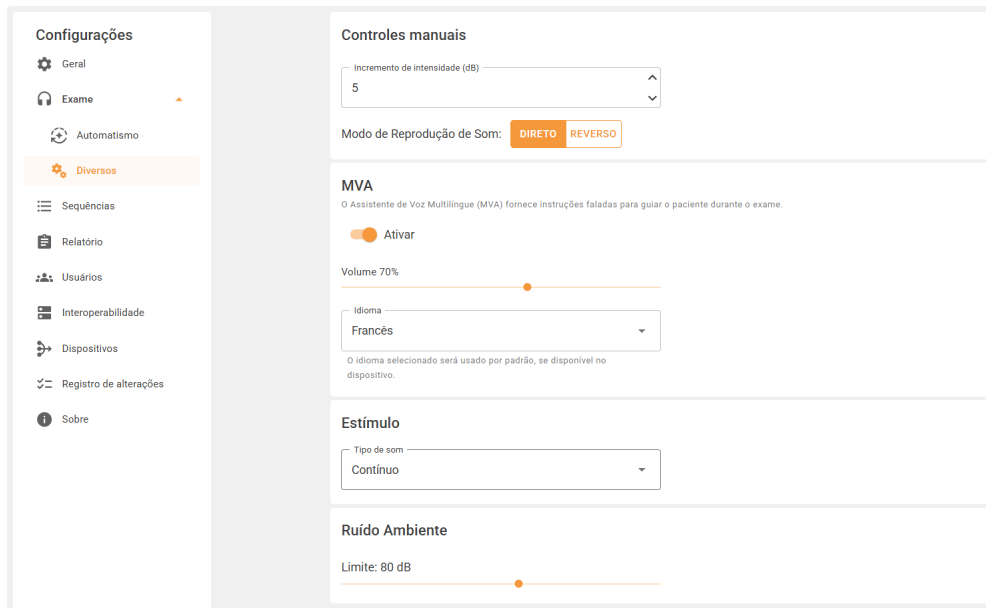 Configurações
Geral
Exame
Automatismo
Diversos
Sequências
Relatório
Usuários
Interoperabilidade
Dispositivos
Registro de alterações
Sobre
Controles manuais
Incremento de intensidade (dB)
5
Modo de Reprodução de Som: DIRETO REVERSO
MVA
O Assistente de Voz Multilíngue (MVA) fornece instruções faladas para guiar o paciente durante o exame.
Ativar
Volume 70%
Idioma
Francês
O idioma selecionado será usado por padrão, se disponível no
dispositivo.
Estímulo
Tipo de som
Contínuo
Ruído Ambiente
Limite: 80 dB